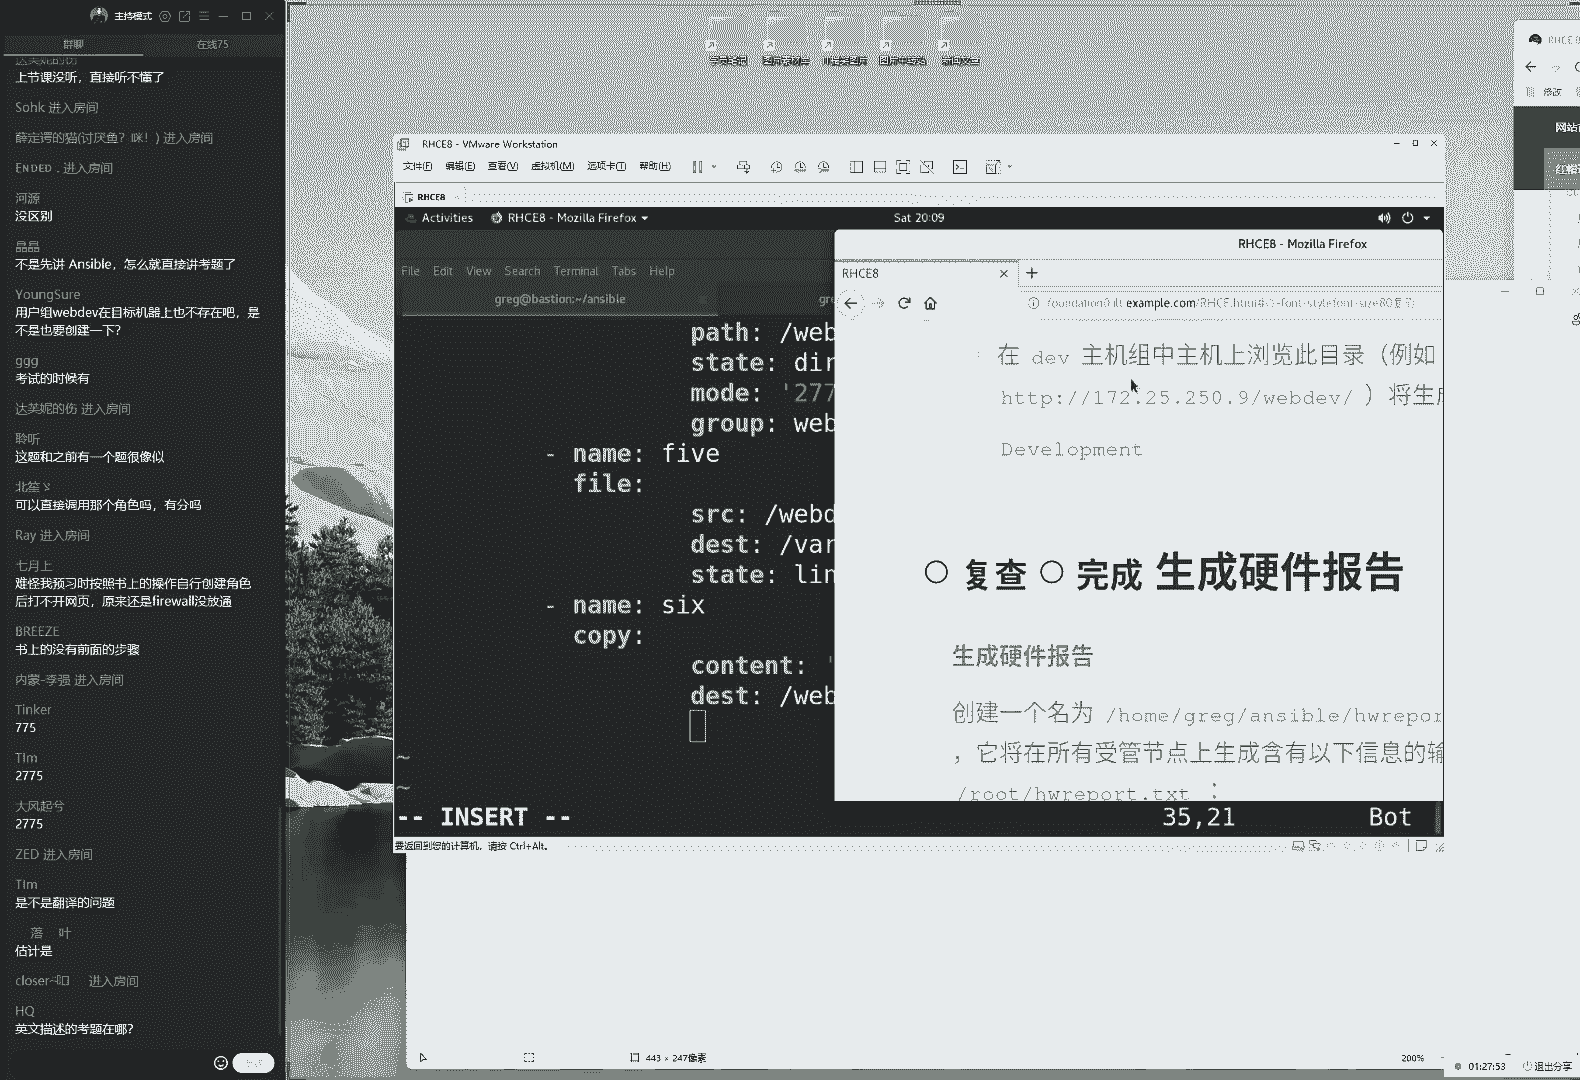 主持模式
群聊
在线75
上节课没听，直接听不懂了
Sohk 进入房间
薛定谔的猫(讨厌鱼？咪！) 进入房间
ENDED . 进入房间
河源
没区别
晶晶
不是先讲 Ansible，怎么就直接讲考题了
YoungSure
用户组webdev在目标机器上也不存在吧，是
不是也要创建一下？
ggg
考试的时候有
达芙妮的伤 进入房间
聆听
这题和之前有一个题很像似
北笙ゞ
可以直接调用那个角色吗，有分吗
Ray 进入房间
七月上
难怪我预习时按照书上的操作自行创建角色
后打不开网页，原来还是firewall没放通
BREEZE
书上的没有前面的步骤
内蒙-李强 进入房间
Tinker
775
Tim
2775
大风起兮
2775
ZED 进入房间
Tim
是不是翻译的问题
落 叶
估计是
closer 进入房间
HQ
英文描述的考题在哪?
RHCE8 - VMware Workstation
文件(F) 编辑(E) 查看(V) 虚拟机(M) 选项卡(T) 帮助(H)
RHCE8
Activities RHCE8 - Mozilla Firefox Sat 20:09
File Edit View Search Terminal Tabs Help
greg@bastion:~/ansible
gr
path: /web
state: dir
mode: '277
group: web
- name: five
file:
src: /webd
dest: /var
state: lin
- name: six
copy:
content: '
dest: /web
~
~
-- INSERT -- 35,21 Bot
RHCE8 - Mozilla Firefox
RHCE8
example.com/RHCE.html
在 dev 主机组中主机上浏览此目录（例如
http://172.25.250.9/webdev/ ）将生成
Development
复查 完成 生成硬件报告
生成硬件报告
创建一个名为 /home/greg/ansible/hwrepor
，它将在所有受管节点上生成含有以下信息的输
/root/hwreport.txt ：
要返回到您的计算机，请按 Ctrl+Alt。
443 × 247像素
200%
01:27:53
退出分享
修改
网站
红帽